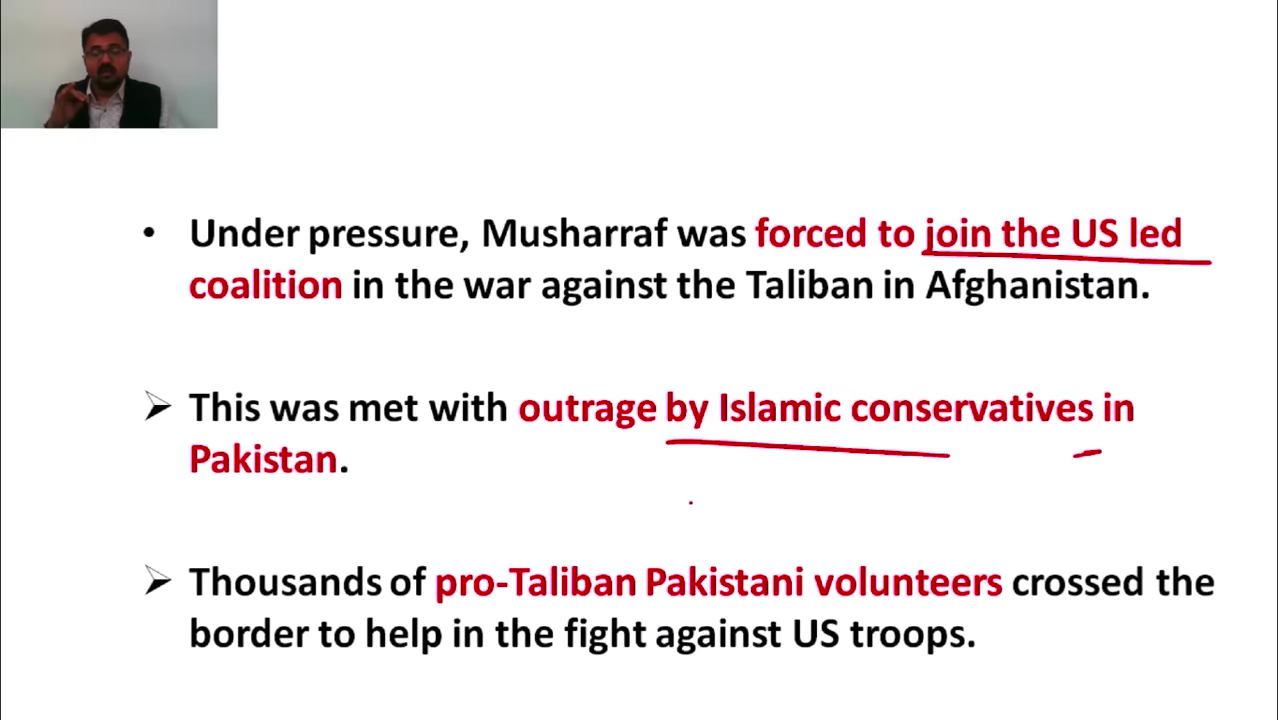 • Under pressure, Musharraf was forced to join the US led
coalition in the war against the Taliban in Afghanistan.
➢ This was met with outrage by Islamic conservatives in
Pakistan.
➢ Thousands of pro-Taliban Pakistani volunteers crossed the
border to help in the fight against US troops.